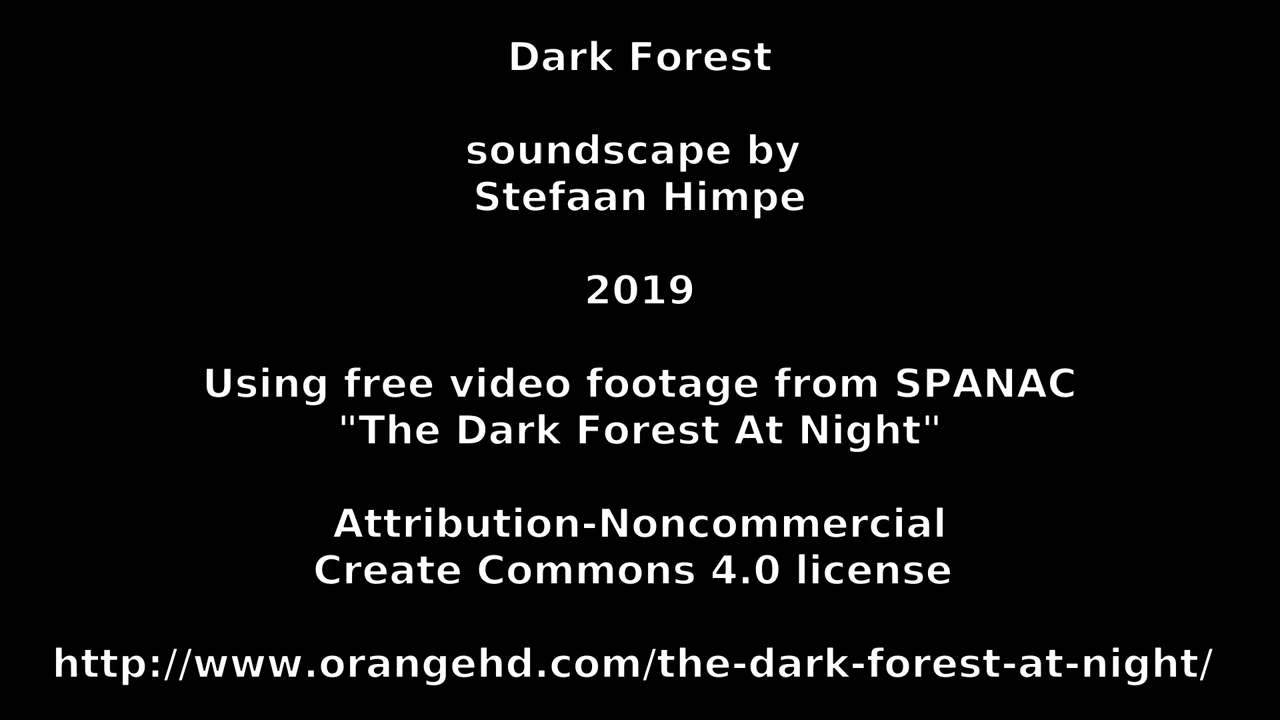 Dark Forest
soundscape by
Stefaan Himpe
2019
Using free video footage from SPANAC
"The Dark Forest At Night"
Attribution-Noncommercial
Create Commons 4.0 license
http://www.orangehd.com/the-dark-forest-at-night/